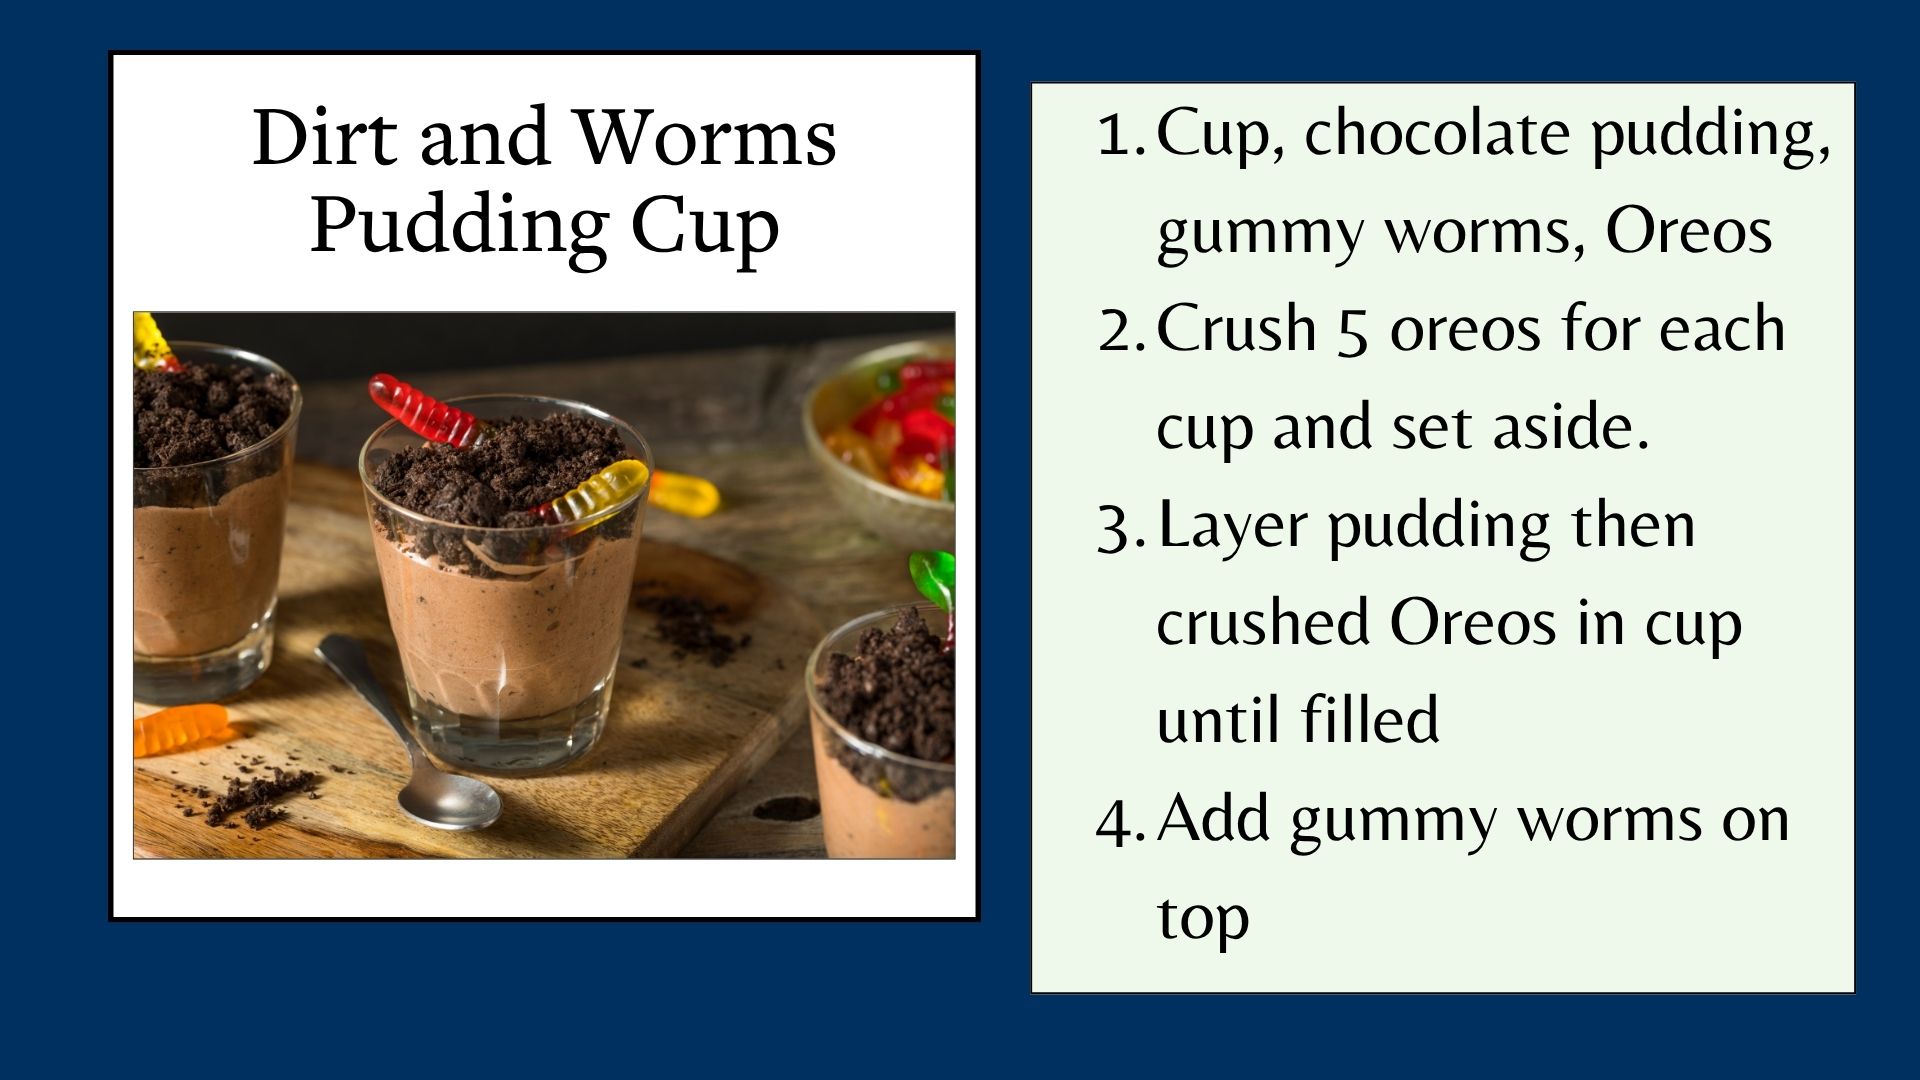 Dirt and Worms
Pudding Cup
1. Cup, chocolate pudding,
gummy worms, Oreos
2. Crush 5 oreos for each
cup and set aside.
3. Layer pudding then
crushed Oreos in cup
until filled
4. Add gummy worms on
top